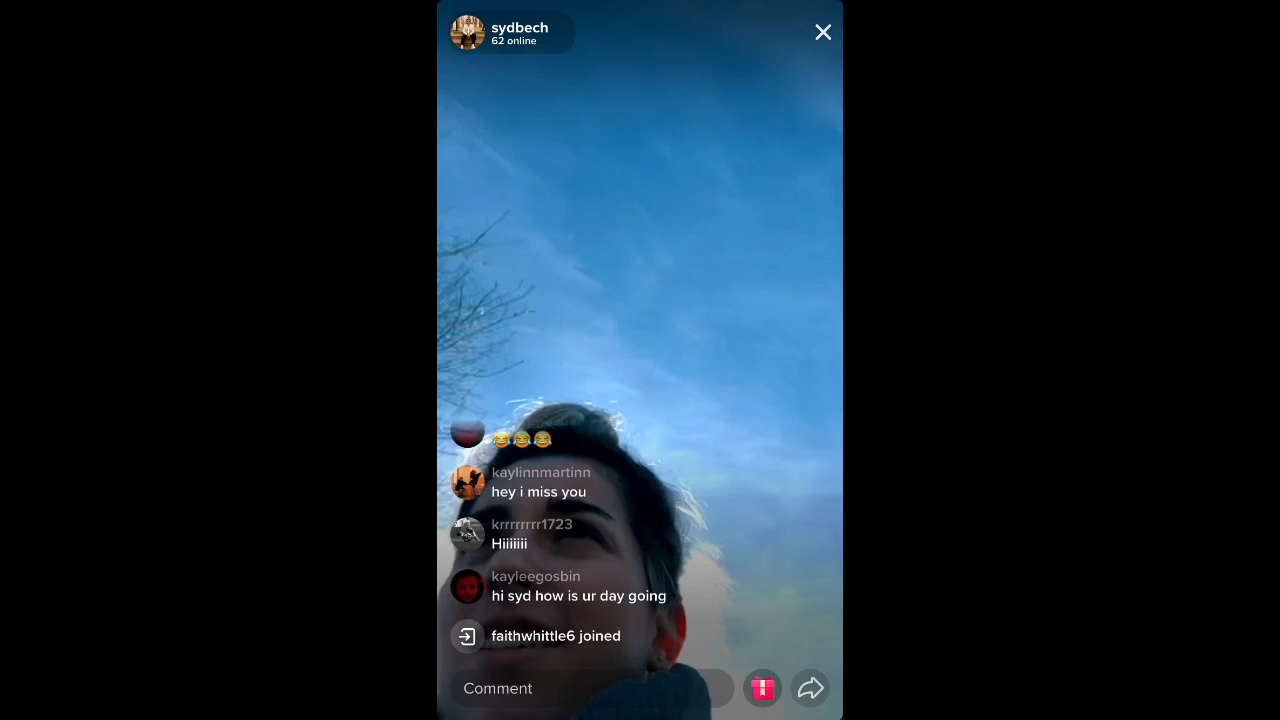 sydbech
62 online
😂😂😂
kaylinnmartinn
hey i miss you
krrrrrrrr1723
Hiiiiiii
kayleegosbin
hi syd how is ur day going
faithwhittle6 joined
Comment